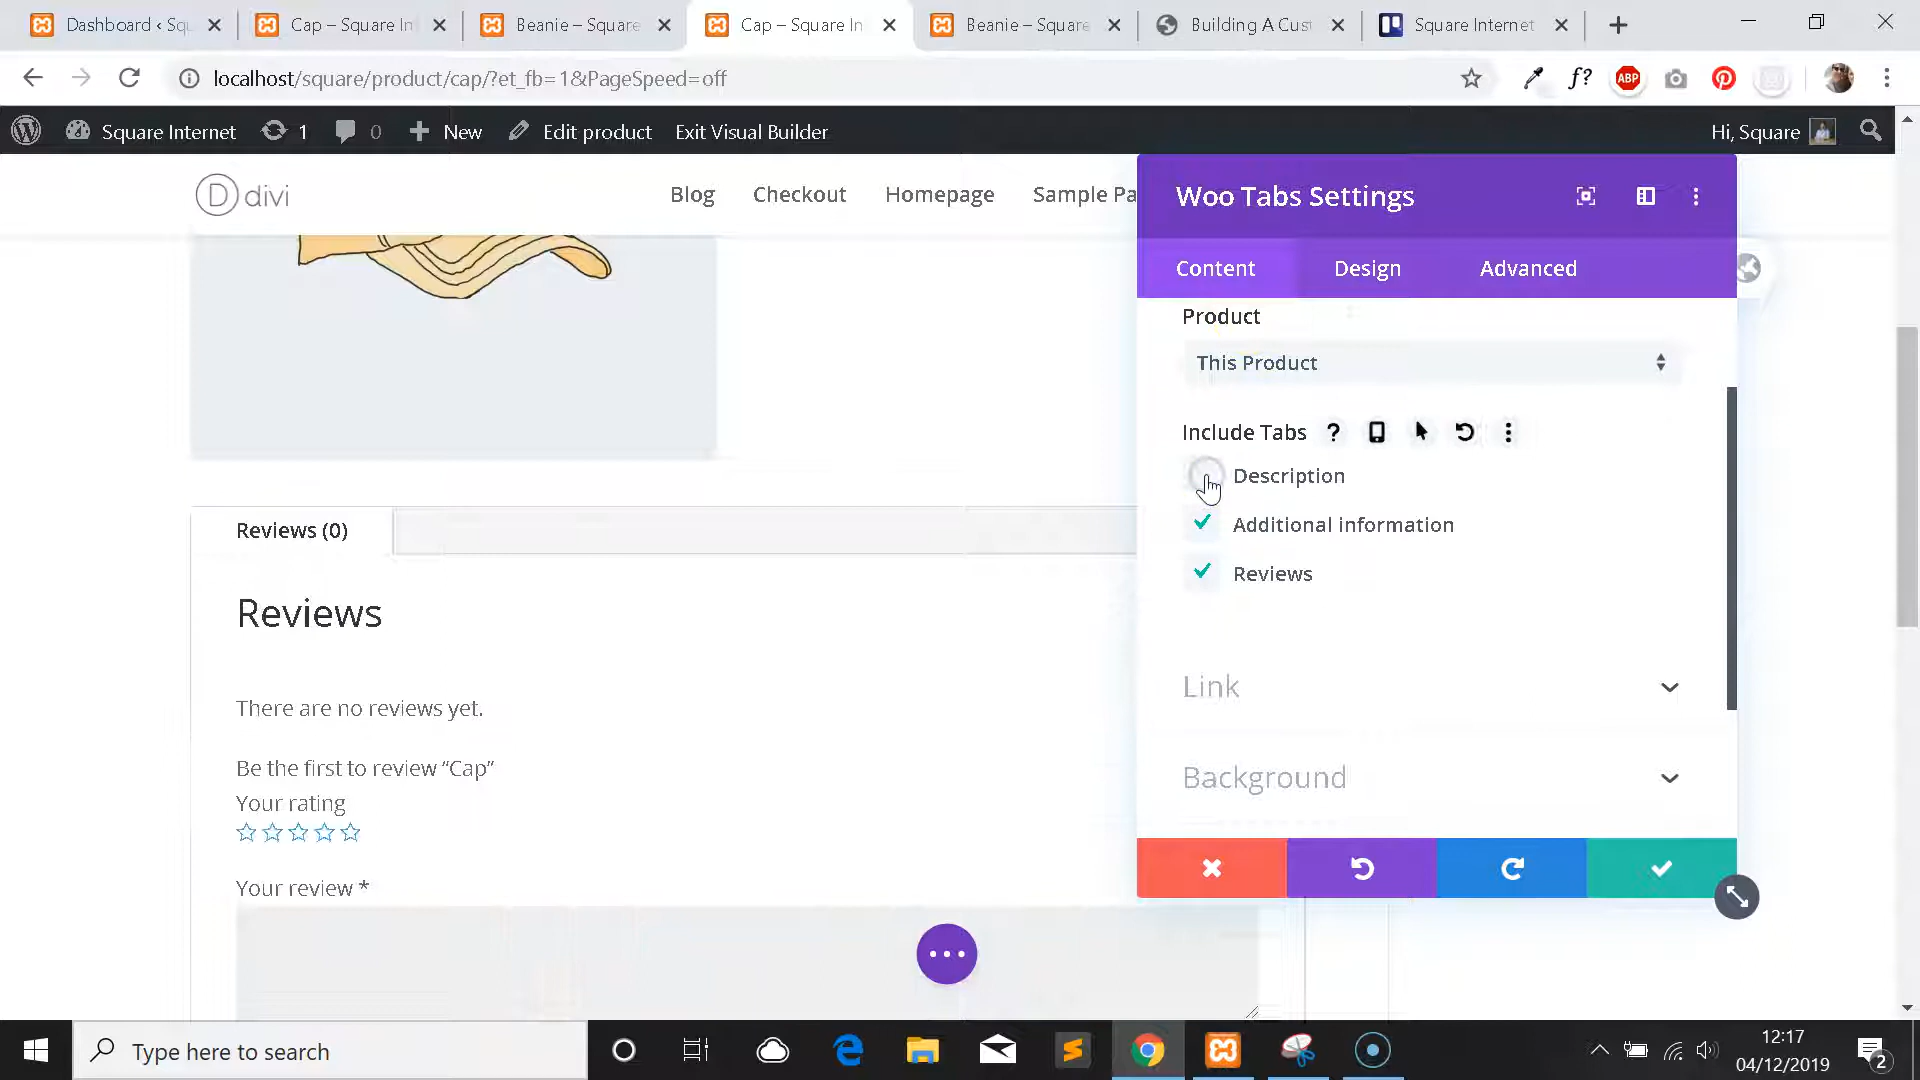 Dashboard ‹ Squ
Cap – Square In
Beanie – Square
Cap – Square In
Beanie – Square
Building A Cust
Square Internet
localhost/square/product/cap/?et_fb=1&PageSpeed=off
f?
ABP
Square Internet
1
0
New
Edit product
Exit Visual Builder
Hi, Square
D divi
Blog
Checkout
Homepage
Sample Pa
Woo Tabs Settings
Content
Design
Advanced
Product
This Product
Include Tabs
?
Description
Additional information
Reviews
Link
Background
Reviews (0)
Reviews
There are no reviews yet.
Be the first to review “Cap”
Your rating
Your review *
Type here to search
12:17
04/12/2019
2